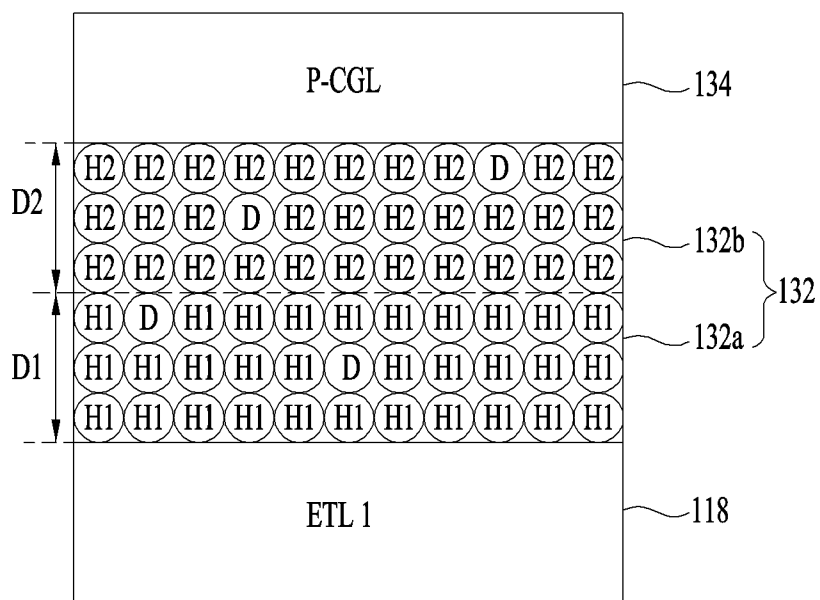 P-CGL
134
H2 H2 H2 H2 H2 H2 H2 H2 D H2 H2
D2
H2 H2 H2 D H2 H2 H2 H2 H2 H2 H2
132b
H2 H2 H2 H2 H2 H2 H2 H2 H2 H2 H2
132
H1 D H1 H1 H1 H1 H1 H1 H1 H1 H1
132a
D1
H1 H1 H1 H1 H1 D H1 H1 H1 H1 H1
H1 H1 H1 H1 H1 H1 H1 H1 H1 H1 H1
ETL 1
118